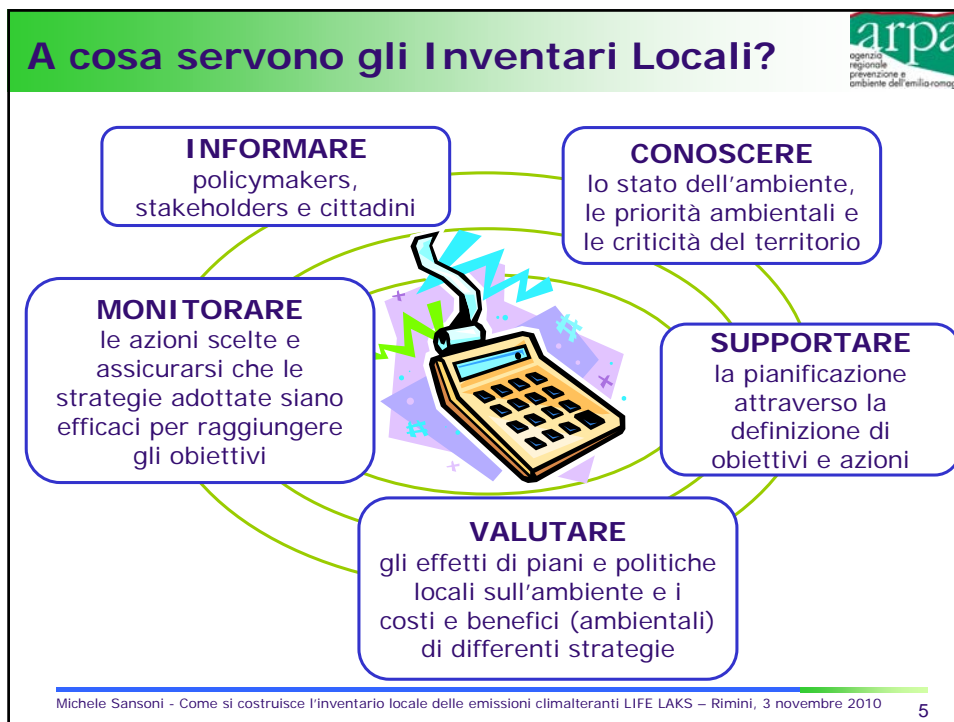 A cosa servono gli Inventari Locali?
arpa
agenzia
regionale
prevenzione e
ambiente dell'emilia-romag
INFORMARE
policymakers,
stakeholders e cittadini
CONOSCERE
lo stato dell'ambiente,
le priorità ambientali e
le criticità del territorio
MONITORARE
le azioni scelte e
assicurarsi che le
strategie adottate siano
efficaci per raggiungere
gli obiettivi
SUPPORTARE
la pianificazione
attraverso la
definizione di
obiettivi e azioni
VALUTARE
gli effetti di piani e politiche
locali sull'ambiente e i
costi e benefici (ambientali)
di differenti strategie
Michele Sansoni - Come si costruisce l'inventario locale delle emissioni climalteranti LIFE LAKS – Rimini, 3 novembre 2010
5